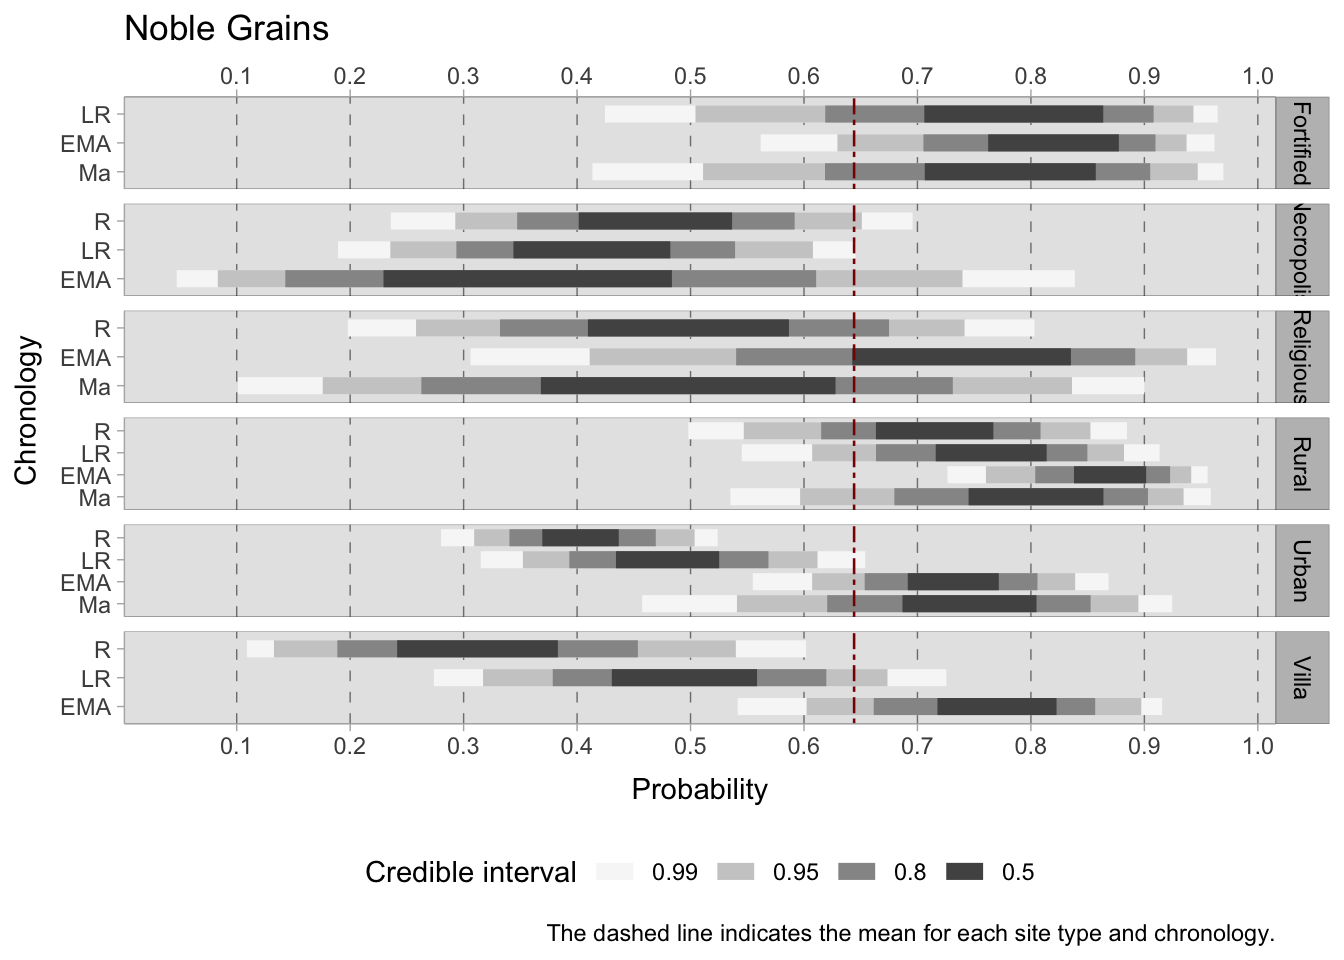 Noble Grains
0.1 0.2 0.3 0.4 0.5 0.6 0.7 0.8 0.9 1.0
LR
EMA
Ma
Fortified
R
LR
EMA
Necropolis
R
EMA
Ma
Religious
R
LR
EMA
Ma
Rural
R
LR
EMA
Ma
Urban
R
LR
EMA
Villa
Chronology
0.1 0.2 0.3 0.4 0.5 0.6 0.7 0.8 0.9 1.0
Probability
Credible interval 0.99 0.95 0.8 0.5
The dashed line indicates the mean for each site type and chronology.